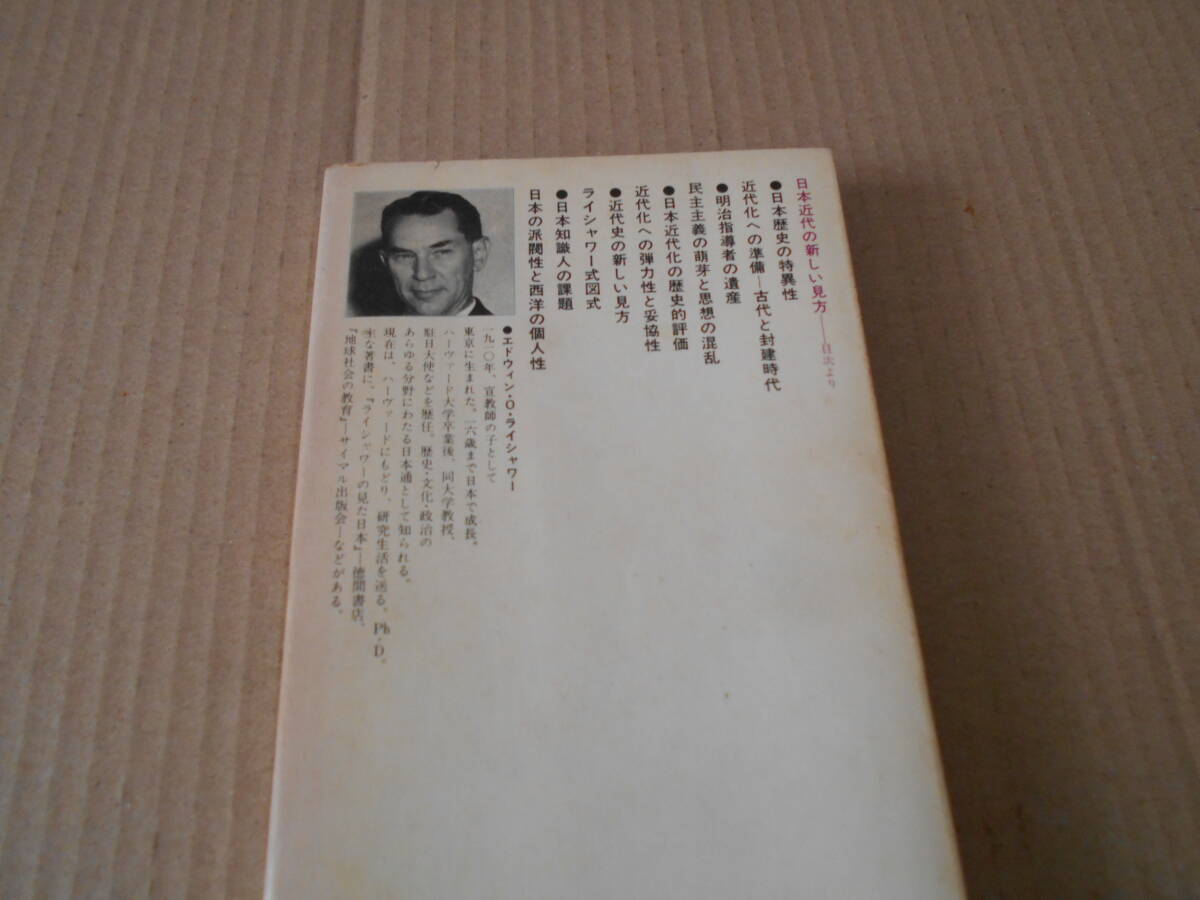 日本近代の新しい見方——目次より
●日本歴史の特異性
近代化への準備—古代と封建時代
●明治指導者の遺産
民主主義の萌芽と思想の混乱
●日本近代化の歴史的評価
近代化への弾力性と妥協性
●近代史の新しい見方
ライシャワー式図式
●日本知識人の課題
日本の派閥性と西洋の個人性
●エドウィン・O・ライシャワー
一九一〇年、宣教師の子として
東京に生まれた。一六歳まで日本で成長。
ハーヴァード大学卒業後、同大学教授、
駐日大使などを歴任。歴史・文化・政治の
あらゆる分野にわたる日本通として知られる。
現在は、ハーヴァードにもどり、研究生活を送る。Ph・D。
主な著書に、『ライシャワーの見た日本』—徳間書店、
『地球社会の教育』—サイマル出版会—などがある。